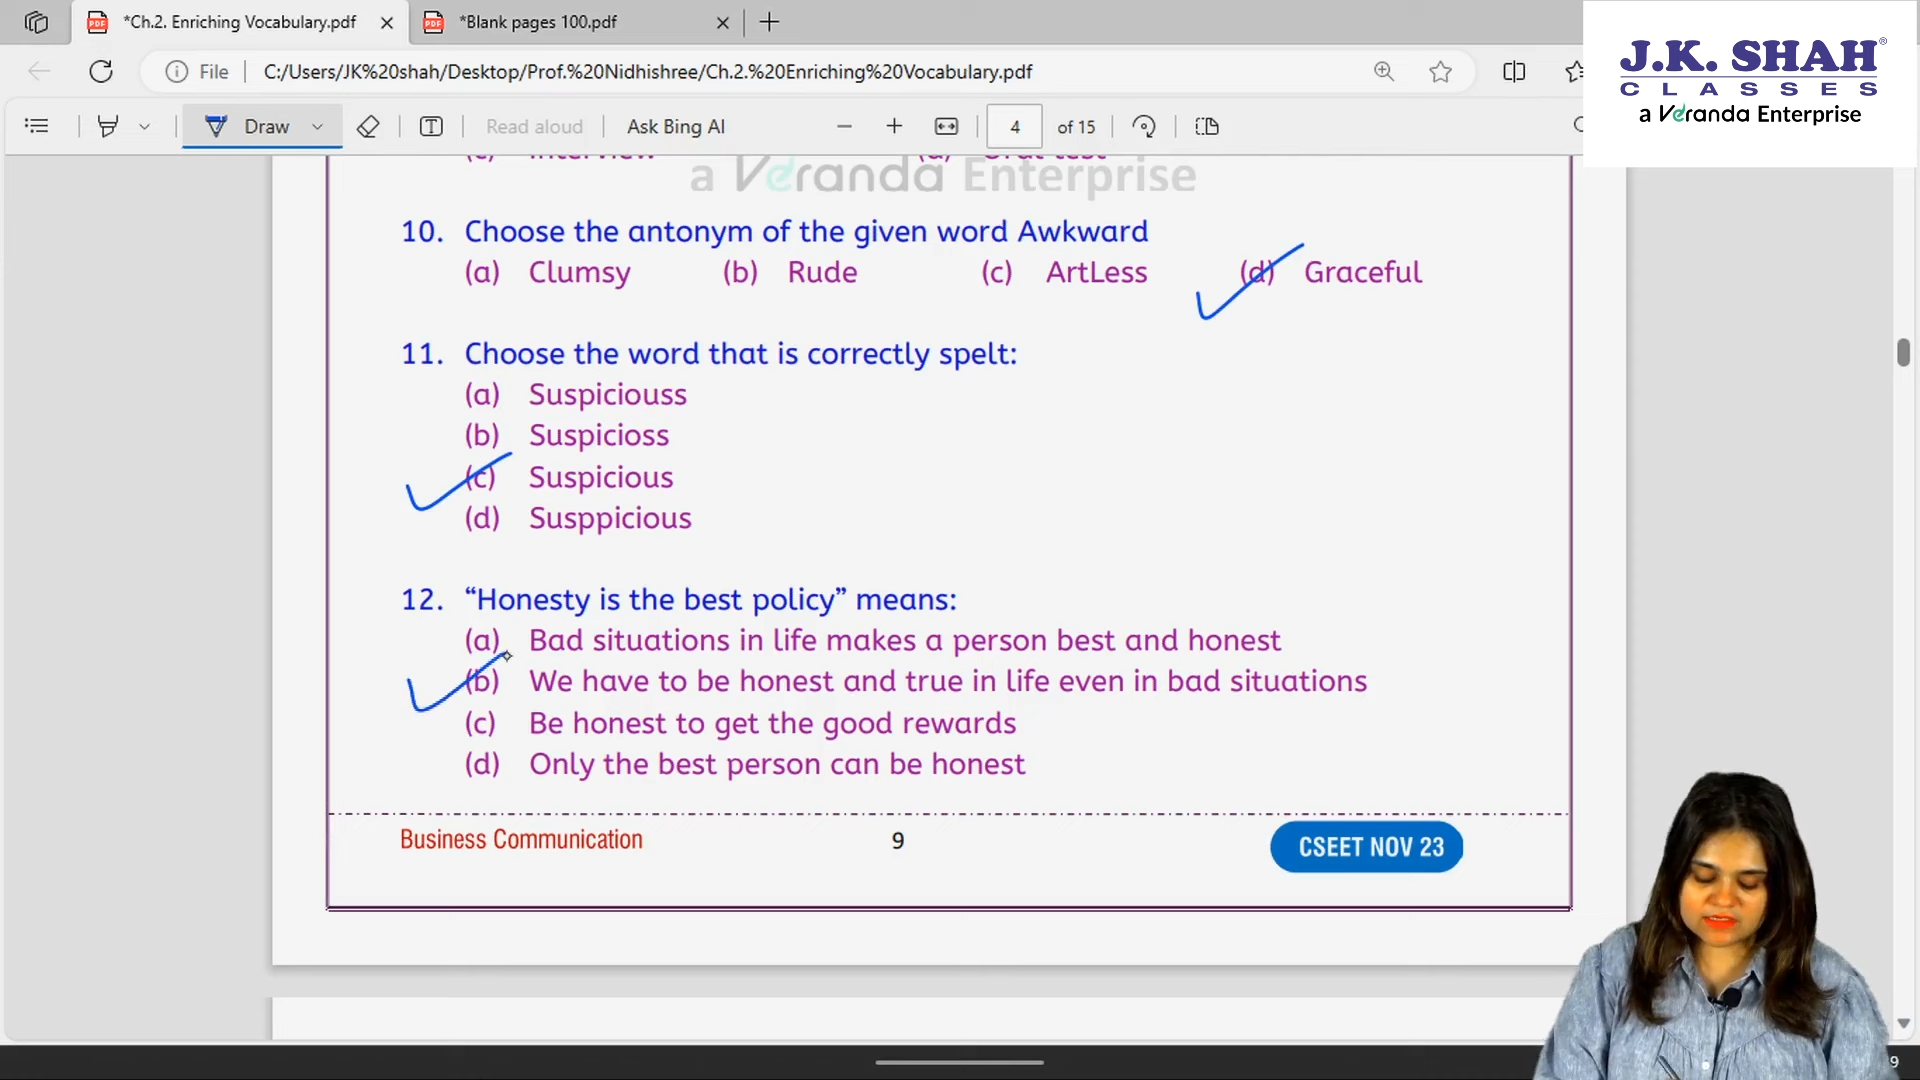 *Ch.2. Enriching Vocabulary.pdf
*Blank pages 100.pdf
File
C:/Users/JK%20shah/Desktop/Prof.%20Nidhishree/Ch.2.%20Enriching%20Vocabulary.pdf
J.K. SHAH®
CLASSES
a Veranda Enterprise
Draw
Read aloud
Ask Bing AI
4 of 15
(c) Interview (d) Oral test
a Veranda Enterprise
10. Choose the antonym of the given word Awkward
(a) Clumsy (b) Rude (c) ArtLess (d) Graceful
11. Choose the word that is correctly spelt:
(a) Suspiciouss
(b) Suspicioss
(c) Suspicious
(d) Susppicious
12. “Honesty is the best policy” means:
(a) Bad situations in life makes a person best and honest
(b) We have to be honest and true in life even in bad situations
(c) Be honest to get the good rewards
(d) Only the best person can be honest
Business Communication 9 CSEET NOV 23
9